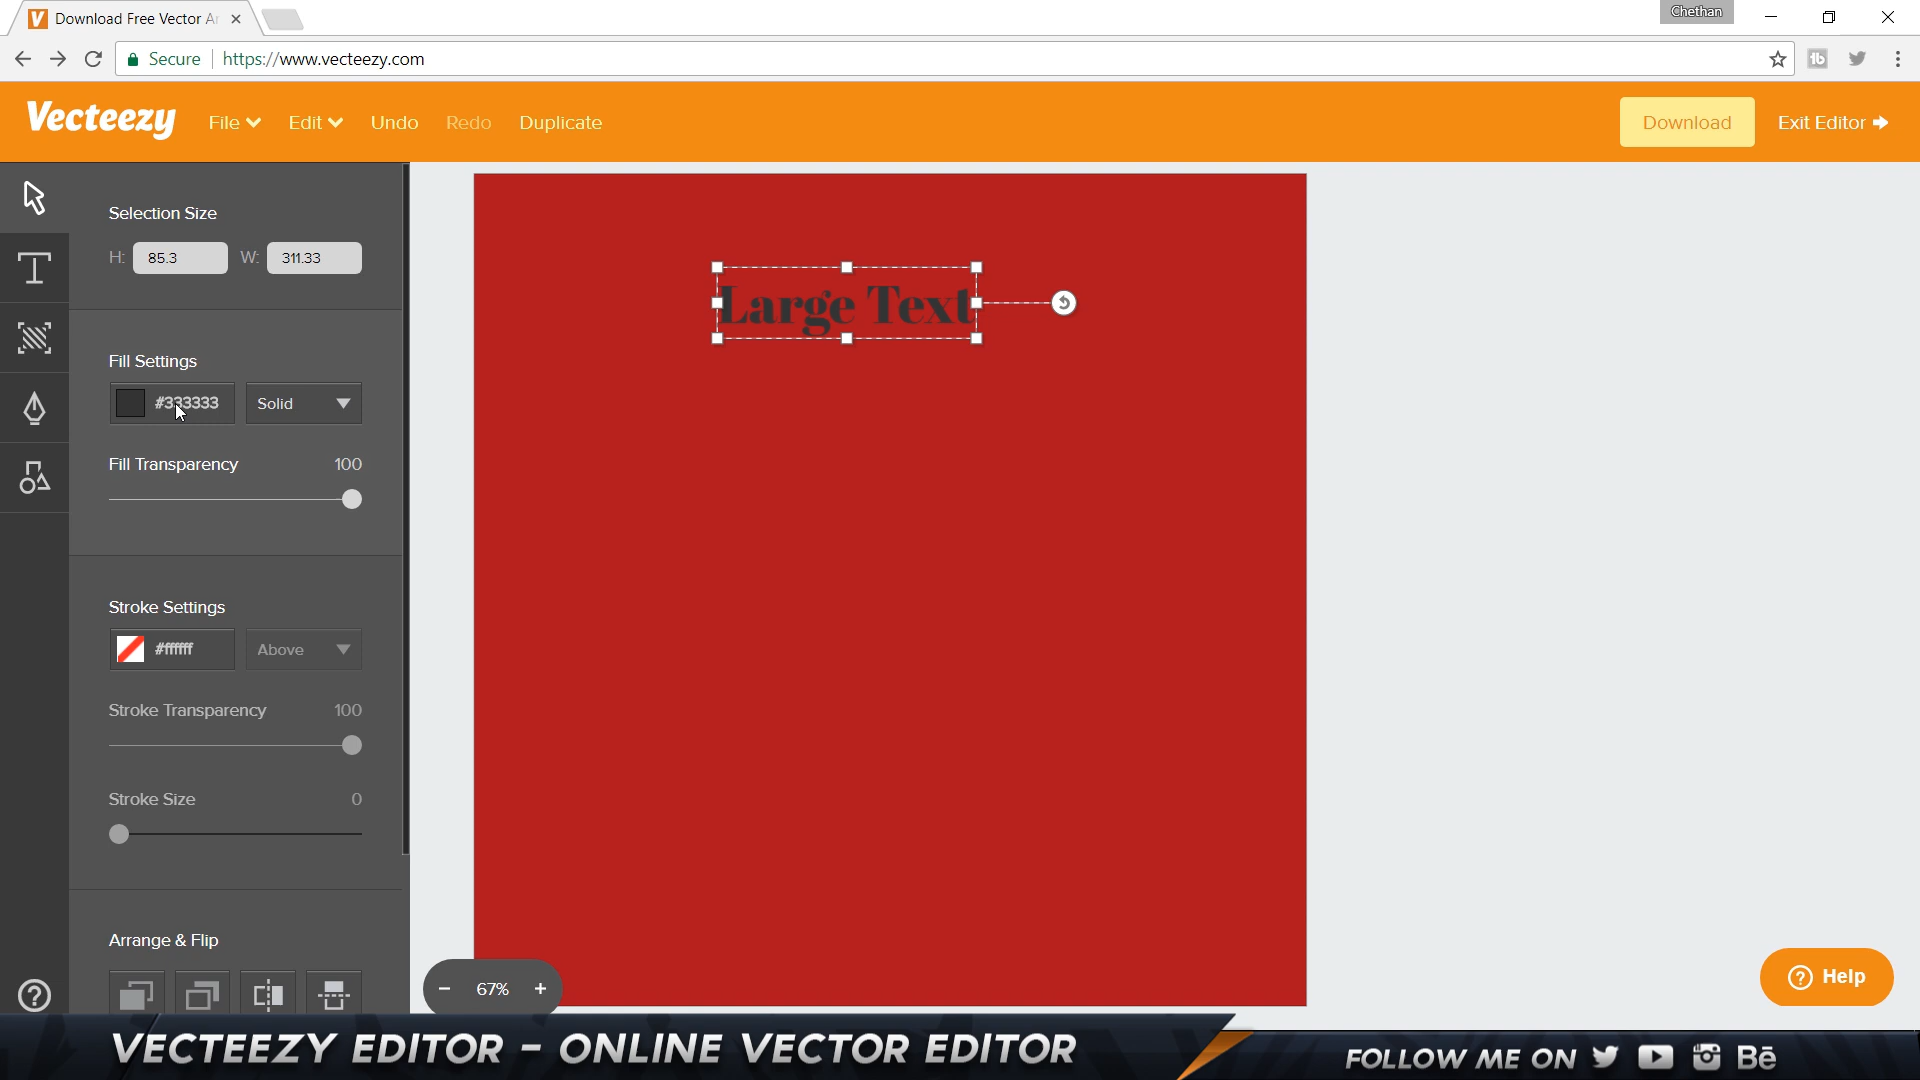 Download Free Vector Ar
Chethan
Secure
https://www.vecteezy.com
Vecteezy
File
Edit
Undo
Redo
Duplicate
Download
Exit Editor
Selection Size
H: 85.3 W: 311.33
Large Text
Fill Settings
#333333
Solid
Fill Transparency 100
Stroke Settings
#ffffff
Above
Stroke Transparency 100
Stroke Size 0
Arrange & Flip
67%
Help
VECTEEZY EDITOR - ONLINE VECTOR EDITOR
FOLLOW ME ON
Bē